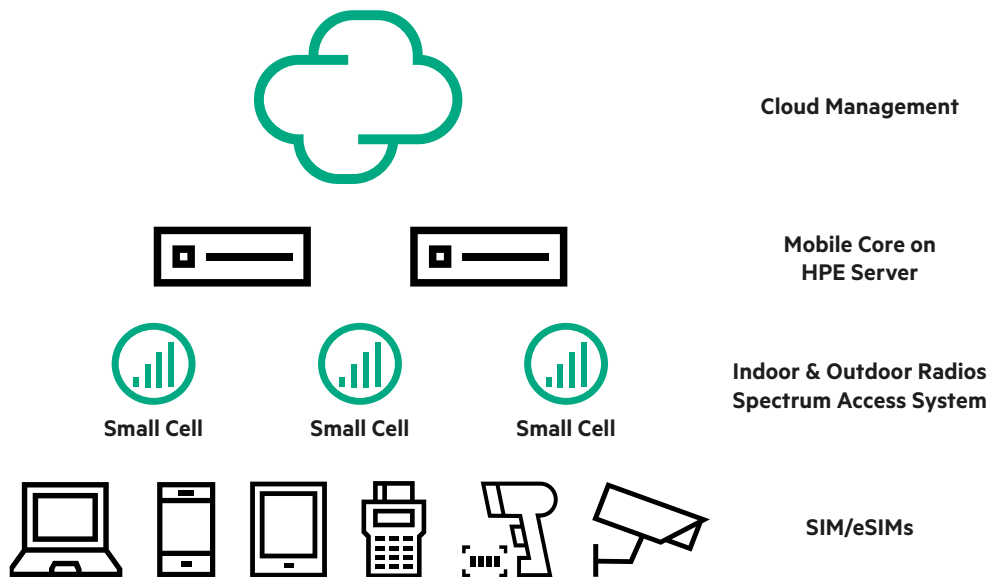 Cloud Management
Mobile Core on
HPE Server
Indoor & Outdoor Radios
Spectrum Access System
Small Cell
Small Cell
Small Cell
SIM/eSIMs